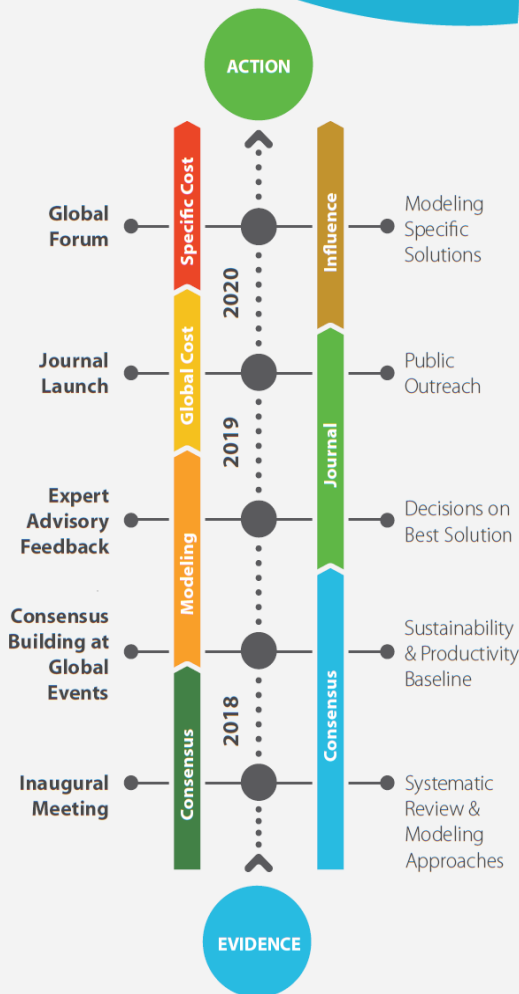 ACTION
Specific Cost
Influence
Global
Forum
Modeling
Specific
Solutions
2020
Global Cost
Journal
Launch
Public
Outreach
2019
Journal
Expert
Advisory
Feedback
Decisions on
Best Solution
Modeling
Consensus
Building at
Global
Events
Sustainability
& Productivity
Baseline
Consensus
2018
Consensus
Inaugural
Meeting
Systematic
Review &
Modeling
Approaches
EVIDENCE